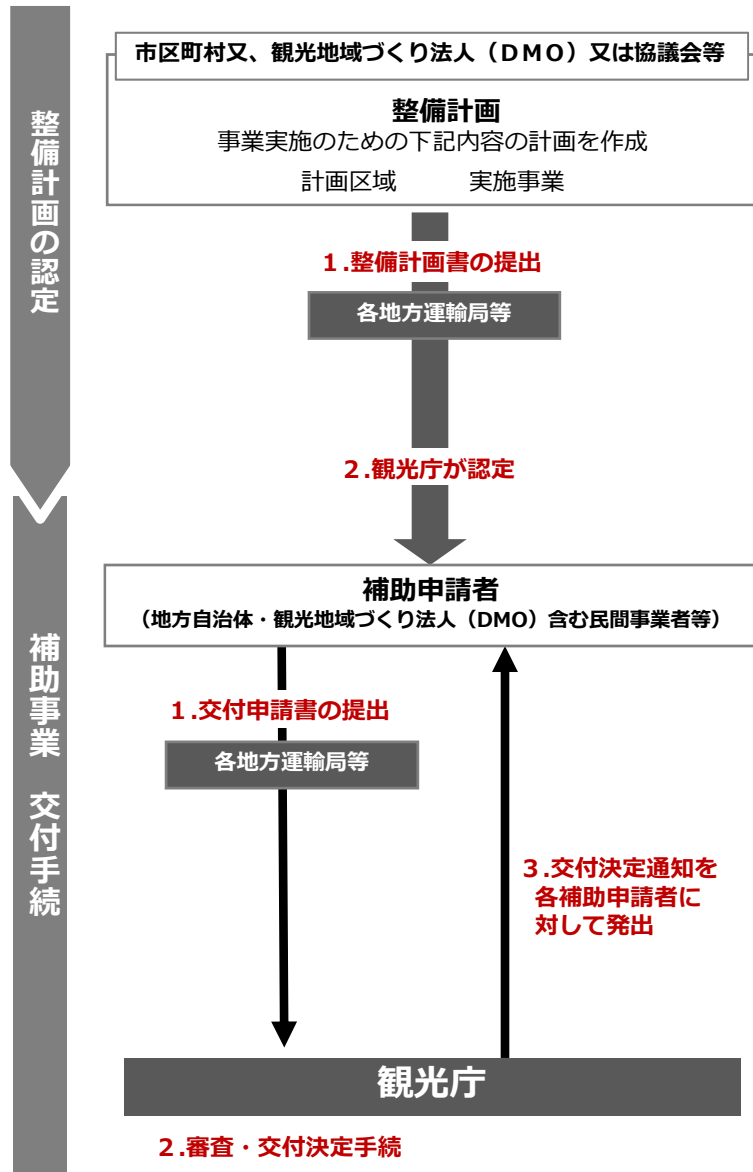 整備計画の認定
市区町村又、観光地域づくり法人（ＤＭＯ）又は協議会等
整備計画
事業実施のための下記内容の計画を作成
計画区域　　実施事業
１.整備計画書の提出
各地方運輸局等
２.観光庁が認定
補助事業　交付手続
補助申請者
（地方自治体・観光地域づくり法人（DMO）含む民間事業者等）
１.交付申請書の提出
各地方運輸局等
３.交付決定通知を
各補助申請者に
対して発出
観光庁
２.審査・交付決定手続